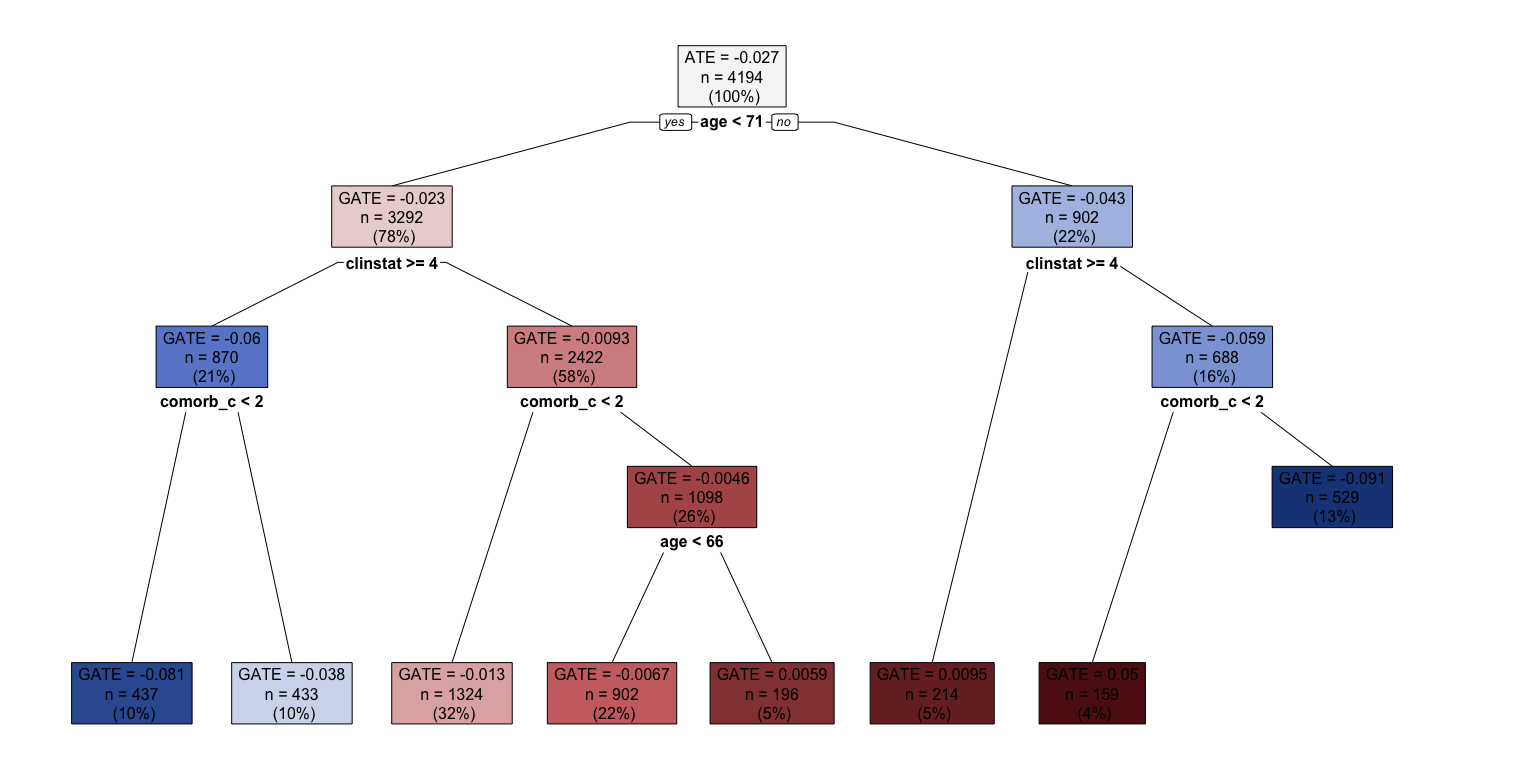 ATE = -0.027
n = 4194
(100%)
yes age < 71 no
GATE = -0.023
n = 3292
(78%)
clinstat >= 4
GATE = -0.043
n = 902
(22%)
clinstat >= 4
GATE = -0.06
n = 870
(21%)
comorb_c < 2
GATE = -0.0093
n = 2422
(58%)
comorb_c < 2
GATE = -0.059
n = 688
(16%)
comorb_c < 2
GATE = -0.0046
n = 1098
(26%)
age < 66
GATE = -0.091
n = 529
(13%)
GATE = -0.081
n = 437
(10%)
GATE = -0.038
n = 433
(10%)
GATE = -0.013
n = 1324
(32%)
GATE = -0.0067
n = 902
(22%)
GATE = 0.0059
n = 196
(5%)
GATE = 0.0095
n = 214
(5%)
GATE = 0.05
n = 159
(4%)